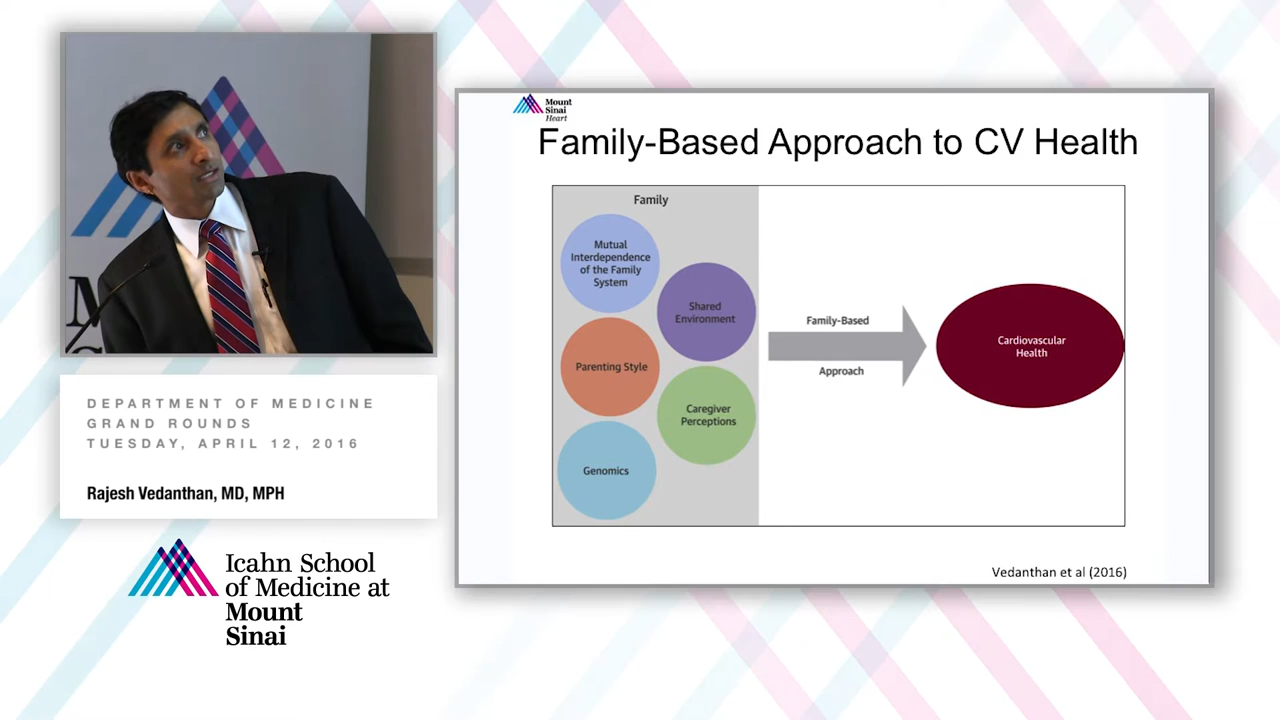 DEPARTMENT OF MEDICINE
GRAND ROUNDS
TUESDAY, APRIL 12, 2016
Rajesh Vedanthan, MD, MPH
Icahn School
of Medicine at
Mount
Sinai
Mount
Sinai
Heart
Family-Based Approach to CV Health
Family
Mutual
Interdependence
of the Family
System
Shared
Environment
Parenting Style
Caregiver
Perceptions
Genomics
Family-Based
Approach
Cardiovascular
Health
Vedanthan et al (2016)